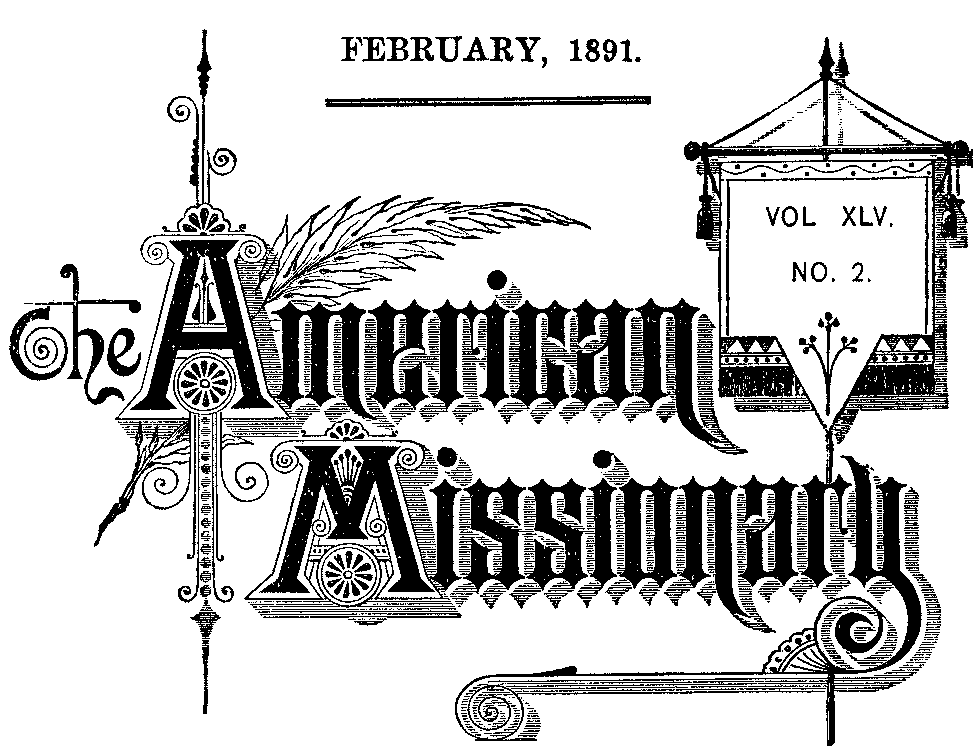 FEBRUARY, 1891.
VOL XLV.
NO. 2.
The American
Missionary